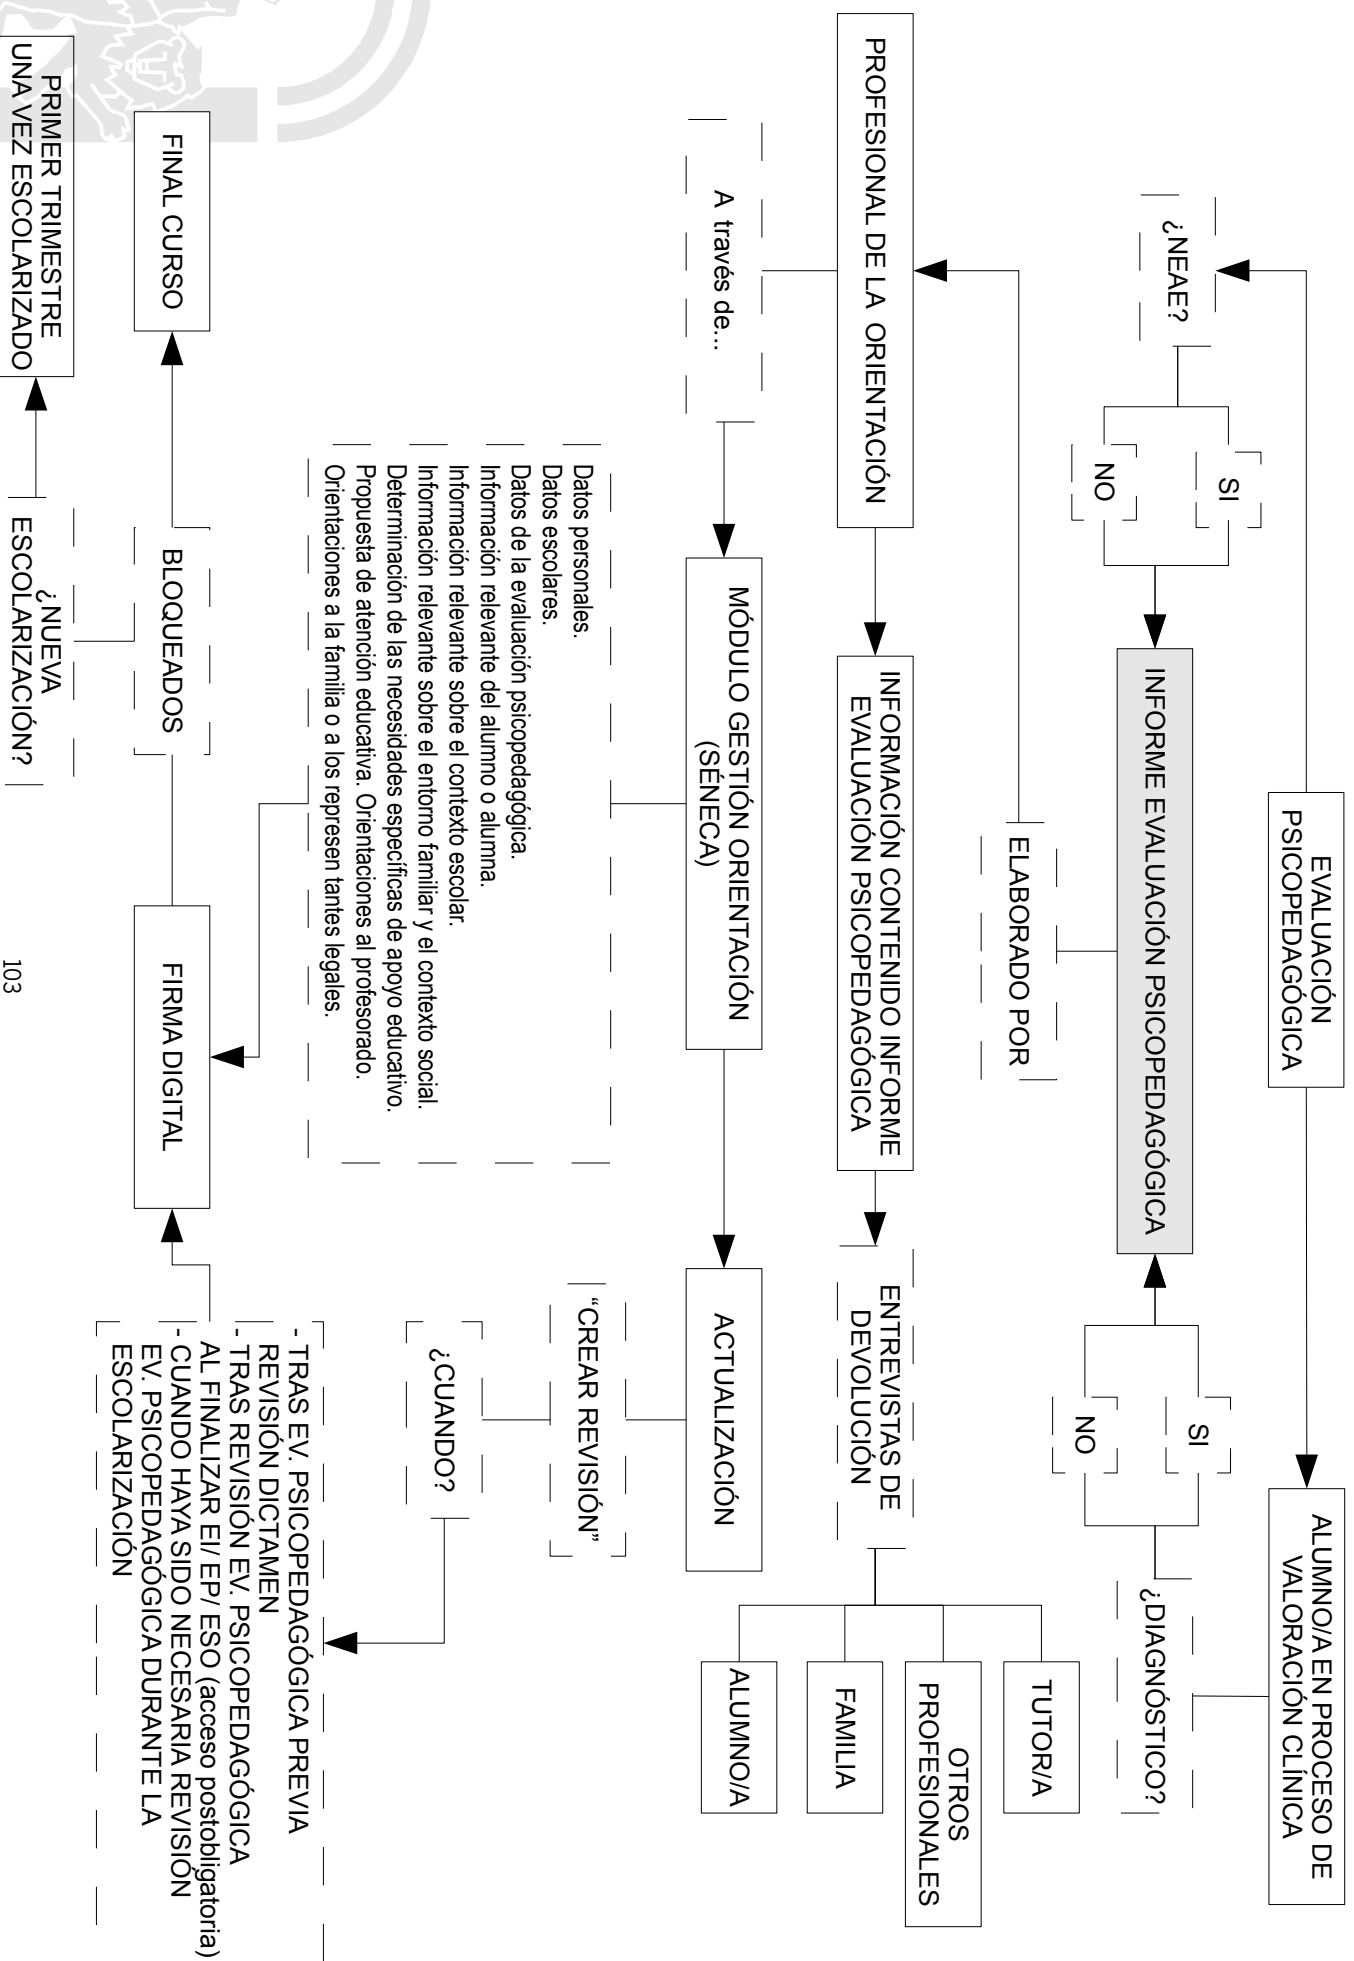 EVALUACIÓN
PSICOPEDAGÓGICA
ALUMNO/A EN PROCESO DE
VALORACIÓN CLÍNICA
¿NEAE?
SI
NO
INFORME EVALUACIÓN PSICOPEDAGÓGICA
SI
NO
¿DIAGNÓSTICO?
ELABORADO POR
PROFESIONAL DE LA ORIENTACIÓN
INFORMACIÓN CONTENIDO INFORME
EVALUACIÓN PSICOPEDAGÓGICA
ENTREVISTAS DE
DEVOLUCIÓN
TUTOR/A
OTROS
PROFESIONALES
FAMILIA
ALUMNO/A
A través de...
MÓDULO GESTIÓN ORIENTACIÓN
(SÉNECA)
ACTUALIZACIÓN
Datos personales.
Datos escolares.
Datos de la evaluación psicopedagógica.
Información relevante del alumno o alumna.
Información relevante sobre el contexto escolar.
Información relevante sobre el entorno familiar y el contexto social.
Determinación de las necesidades específicas de apoyo educativo.
Propuesta de atención educativa. Orientaciones al profesorado.
Orientaciones a la familia o a los represen tantes legales.
“CREAR REVISIÓN”
¿CUANDO?
- TRAS EV. PSICOPEDAGÓGICA PREVIA
REVISIÓN DICTAMEN
- TRAS REVISIÓN EV. PSICOPEDAGÓGICA
AL FINALIZAR EI/ EP/ ESO (acceso postobligatoria)
- CUANDO HAYA SIDO NECESARIA REVISIÓN
EV. PSICOPEDAGÓGICA DURANTE LA
ESCOLARIZACIÓN
FINAL CURSO
BLOQUEADOS
FIRMA DIGITAL
PRIMER TRIMESTRE
UNA VEZ ESCOLARIZADO
¿NUEVA
ESCOLARIZACIÓN?
103